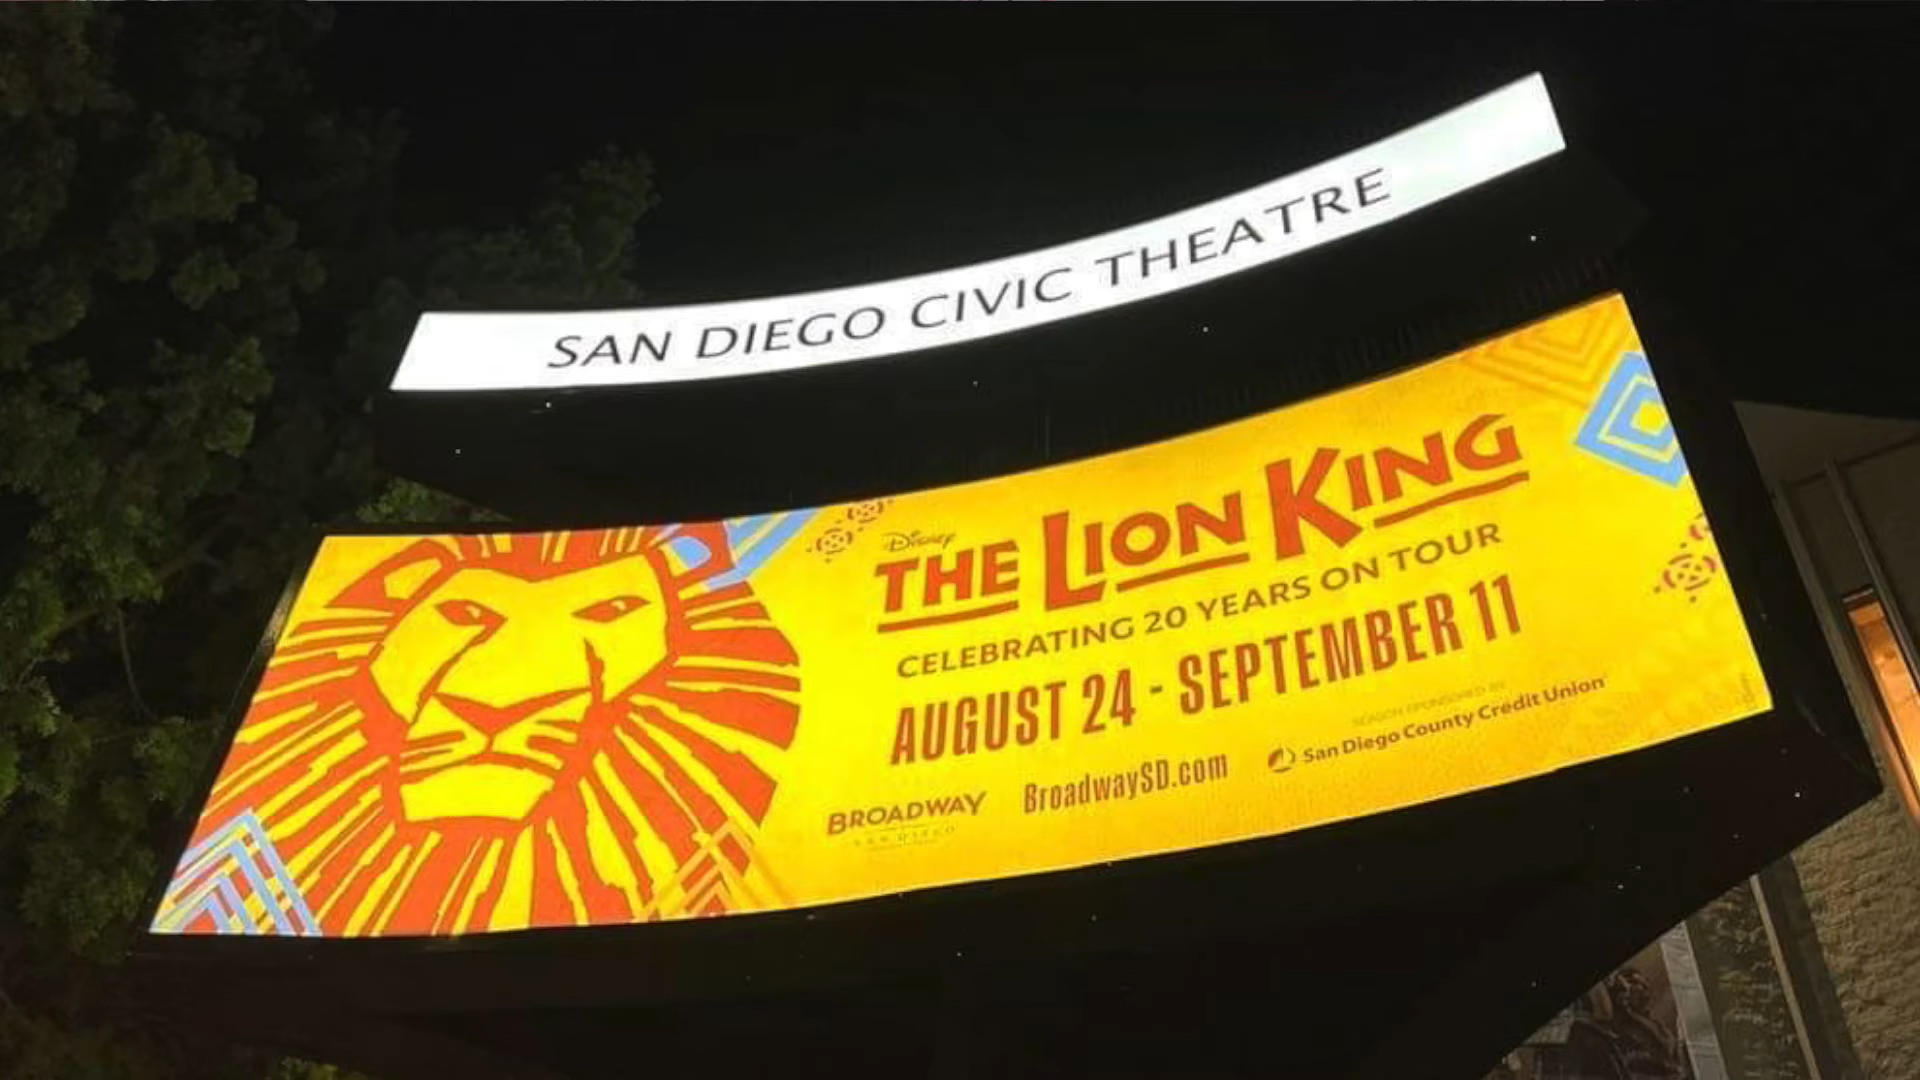 SAN DIEGO CIVIC THEATRE
Disney
THE LION KING
CELEBRATING 20 YEARS ON TOUR
AUGUST 24 - SEPTEMBER 11
SEASON SPONSORED BY
BROADWAY
SAN DIEGO
BroadwaySD.com
San Diego County Credit Union